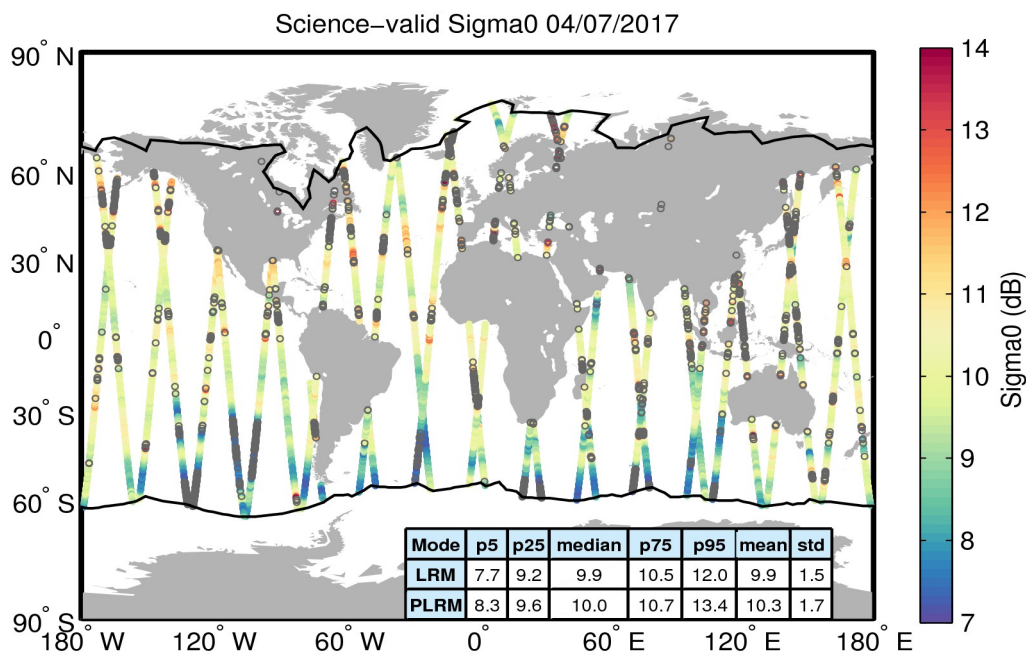 Science−valid Sigma0 04/07/2017
90° N
60° N
30° N
0°
30° S
60° S
90° S
180° W
120° W
60° W
0°
60° E
120° E
180° E
Mode p5 p25 median p75 p95 mean std
LRM 7.7 9.2 9.9 10.5 12.0 9.9 1.5
PLRM 8.3 9.6 10.0 10.7 13.4 10.3 1.7
14
13
12
11
10
9
8
7
Sigma0 (dB)